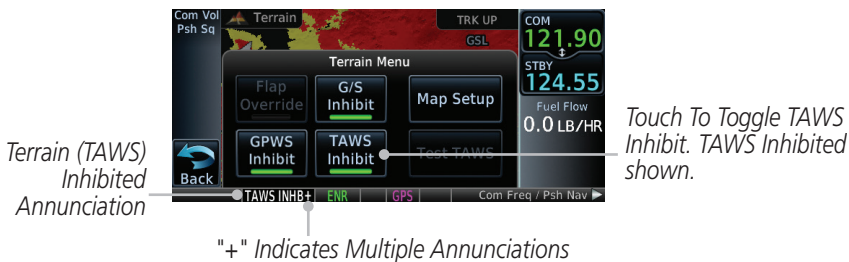 Com Vol
Psh Sq
Terrain
TRK UP
GSL
COM
121.90
STBY
124.55
Fuel Flow
0.0 LB/HR
Terrain Menu
Flap
Override
G/S
Inhibit
Map Setup
GPWS
Inhibit
TAWS
Inhibit
Test TAWS
Back
TAWS INHB+
ENR
GPS
Com Freq / Psh Nav
Terrain (TAWS)
Inhibited
Annunciation
Touch To Toggle TAWS
Inhibit. TAWS Inhibited
shown.
"+" Indicates Multiple Annunciations